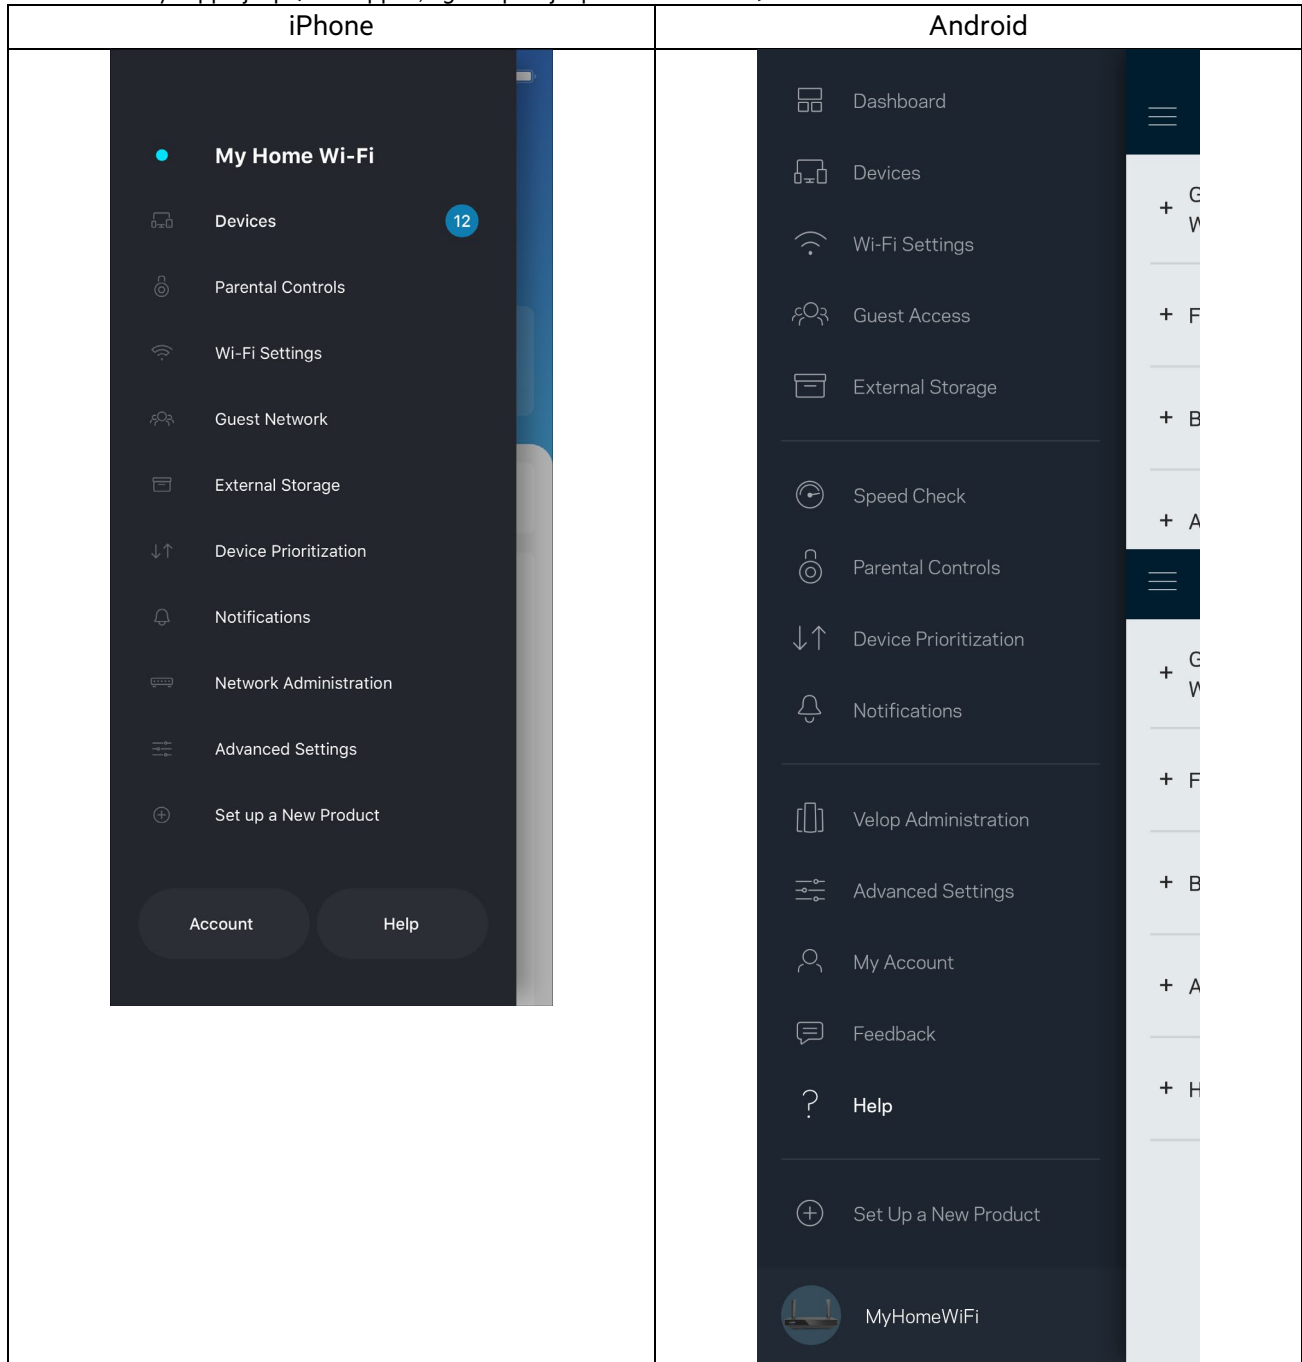 iPhone
Android
My Home Wi-Fi
Devices
12
Parental Controls
Wi-Fi Settings
Guest Network
External Storage
Device Prioritization
Notifications
Network Administration
Advanced Settings
Set up a New Product
Account
Help
Dashboard
Devices
Wi-Fi Settings
Guest Access
External Storage
Speed Check
Parental Controls
Device Prioritization
Notifications
Velop Administration
Advanced Settings
My Account
Feedback
Help
Set Up a New Product
MyHomeWiFi
+ F
+ B
+ A
+ F
+ B
+ A
+ H